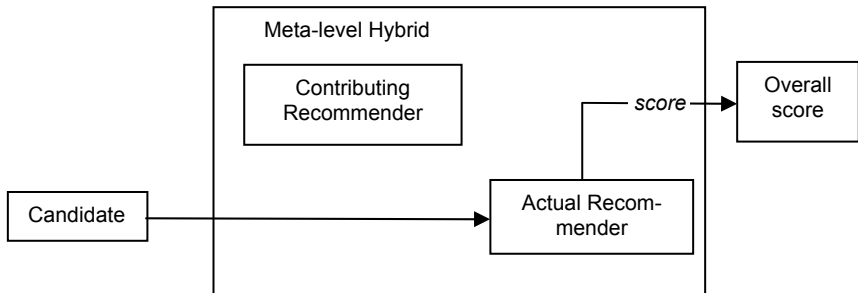 Meta-level Hybrid
Contributing
Recommender
Overall
score
score
Candidate
Actual Recom-
mender